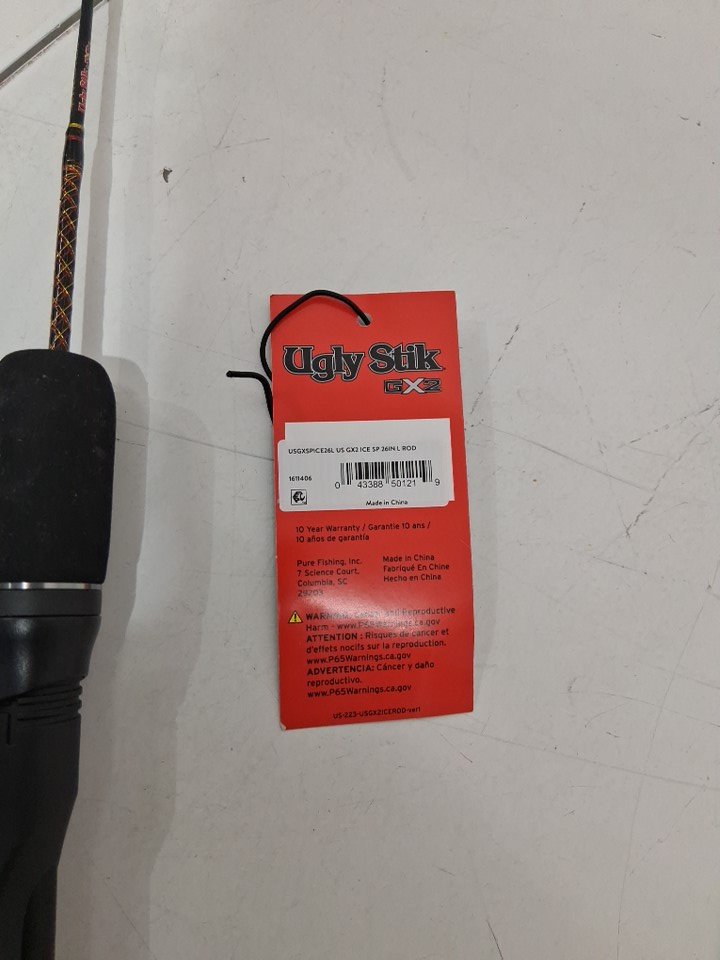 Ugly Stik
GX2
USGXSPICE26L US GX2 ICE SP 26IN L ROD
1611406
0 43388 50121 9
Made in China
10 Year Warranty / Garantie 10 ans /
10 años de garantía
Pure Fishing, Inc.
7 Science Court,
Columbia, SC
29203
Made in China
Fabriqué En Chine
Hecho en China
WARNING: Cancer and Reproductive
Harm - www.P65Warnings.ca.gov
ATTENTION : Risques de cancer et
d'effets nocifs sur la reproduction.
www.P65Warnings.ca.gov
ADVERTENCIA: Cáncer y daño
reproductivo.
www.P65Warnings.ca.gov
US-223-USGX2ICEROD-ver1